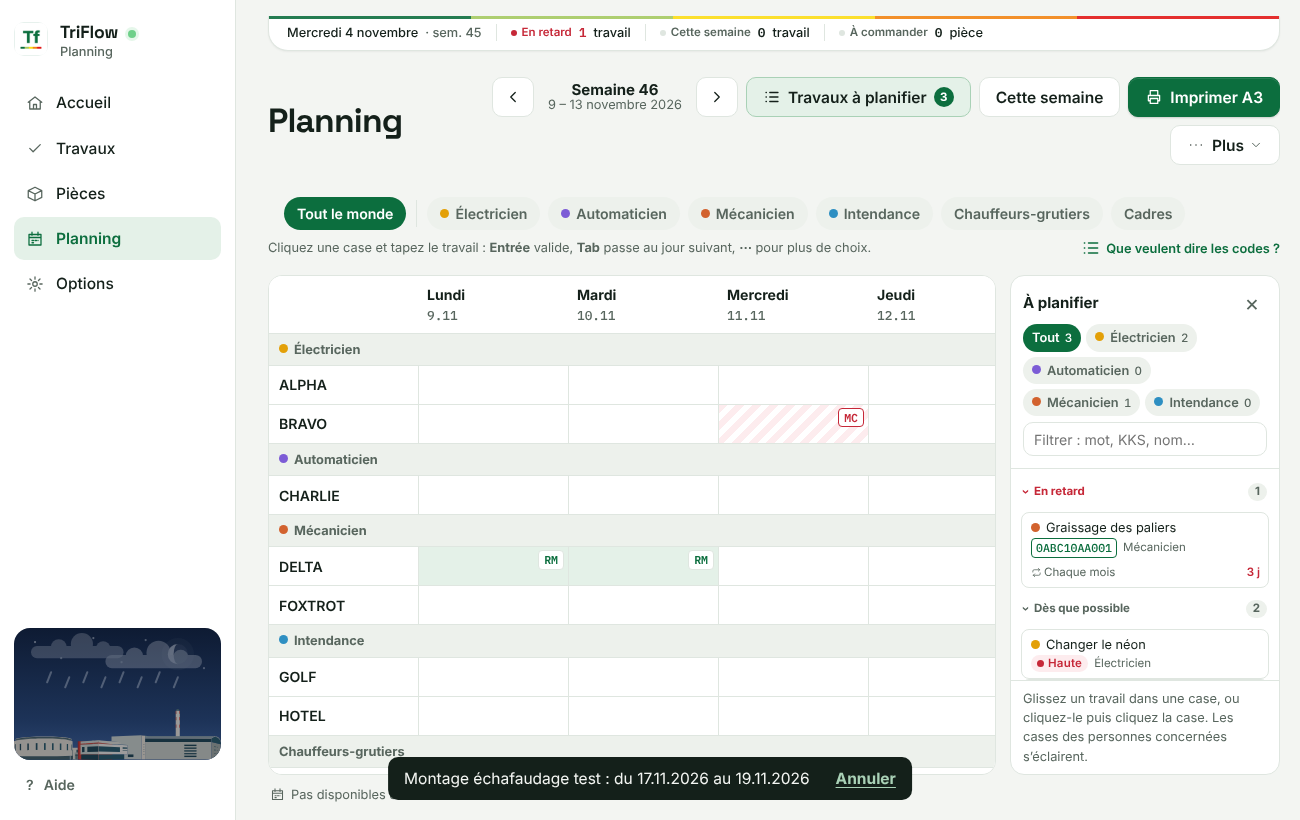 Tf
TriFlow
Planning
Accueil
Travaux
Pièces
Planning
Options
? Aide
Mercredi 4 novembre · sem. 45
En retard 1 travail
Cette semaine 0 travail
À commander 0 pièce
Planning
Semaine 46
9 – 13 novembre 2026
Travaux à planifier 3
Cette semaine
Imprimer A3
··· Plus
Tout le monde
Électricien
Automaticien
Mécanicien
Intendance
Chauffeurs-grutiers
Cadres
Cliquez une case et tapez le travail : Entrée valide, Tab passe au jour suivant, ··· pour plus de choix.
Que veulent dire les codes ?
Lundi
9.11
Mardi
10.11
Mercredi
11.11
Jeudi
12.11
Électricien
ALPHA
BRAVO
MC
Automaticien
CHARLIE
Mécanicien
DELTA
RM
RM
FOXTROT
Intendance
GOLF
HOTEL
Chauffeurs-grutiers
Pas disponibles
À planifier
Tout 3
Électricien 2
Automaticien 0
Mécanicien 1
Intendance 0
Filtrer : mot, KKS, nom...
En retard 1
Graissage des paliers
0ABC10AA001 Mécanicien
Chaque mois 3 j
Dès que possible 2
Changer le néon
Haute Électricien
Glissez un travail dans une case, ou
cliquez-le puis cliquez la case. Les
cases des personnes concernées
s’éclairent.
Montage échafaudage test : du 17.11.2026 au 19.11.2026 Annuler